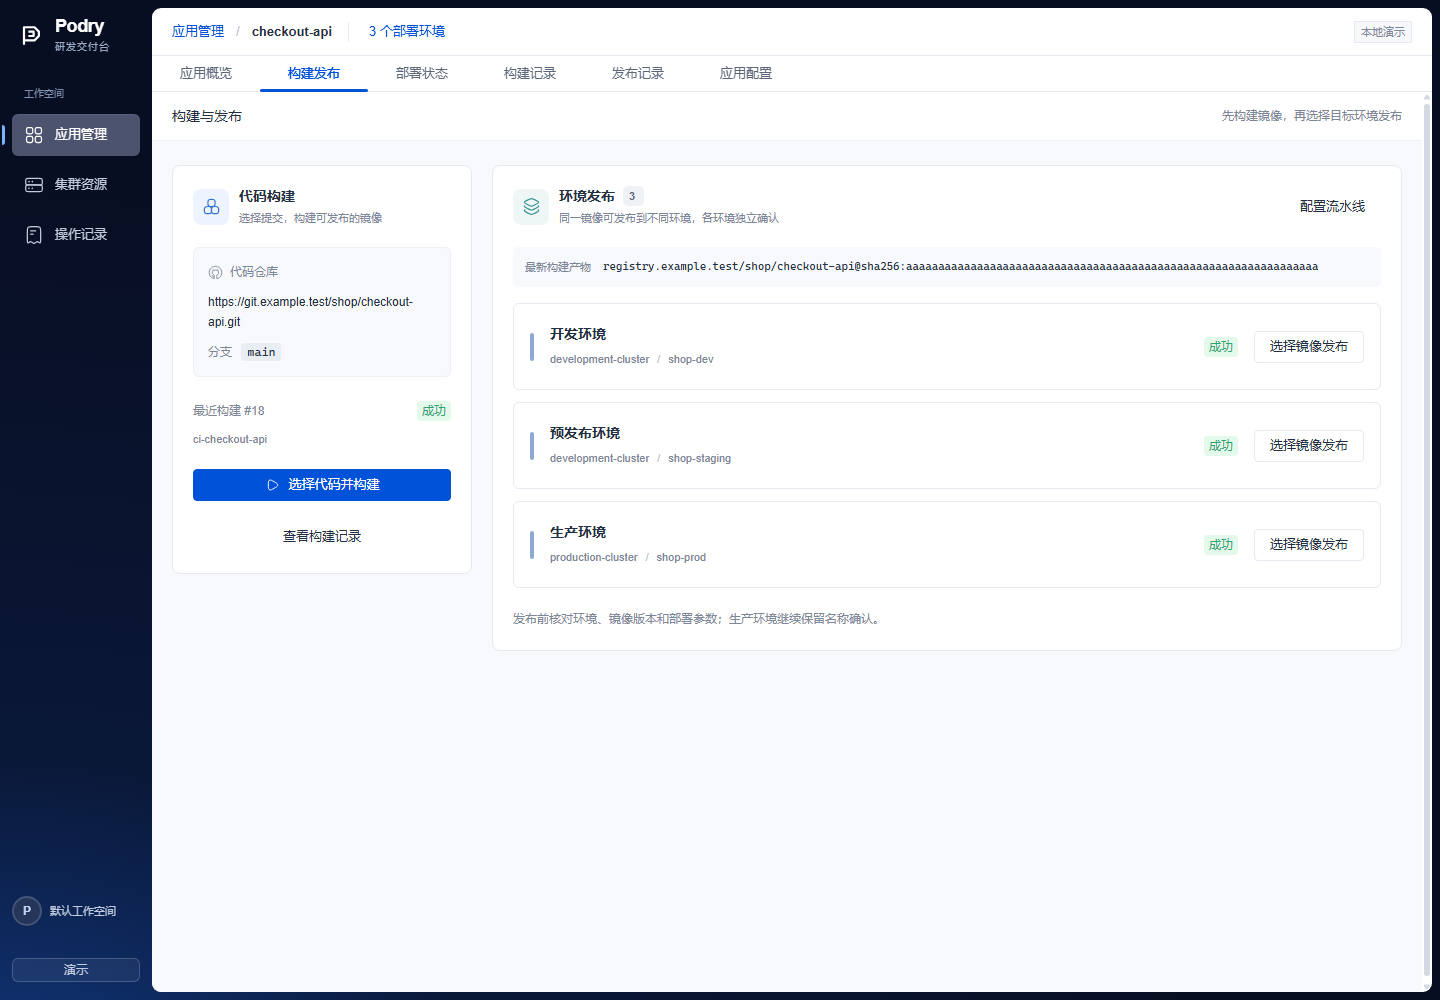 Podry
研发交付台
工作空间
应用管理
集群资源
操作记录
P 默认工作空间
演示
应用管理 / checkout-api 3 个部署环境
本地演示
应用概览 构建发布 部署状态 构建记录 发布记录 应用配置
构建与发布
先构建镜像，再选择目标环境发布
代码构建
选择提交，构建可发布的镜像
代码仓库
https://git.example.test/shop/checkout-
api.git
分支 main
最近构建 #18 成功
ci-checkout-api
选择代码并构建
查看构建记录
环境发布 3
同一镜像可发布到不同环境，各环境独立确认
配置流水线
最新构建产物 registry.example.test/shop/checkout-api@sha256:aaaaaaaaaaaaaaaaaaaaaaaaaaaaaaaaaaaaaaaaaaaaaaaaaaaaaaaaaaaaaaaa
开发环境
development-cluster / shop-dev
成功 选择镜像发布
预发布环境
development-cluster / shop-staging
成功 选择镜像发布
生产环境
production-cluster / shop-prod
成功 选择镜像发布
发布前核对环境、镜像版本和部署参数；生产环境继续保留名称确认。